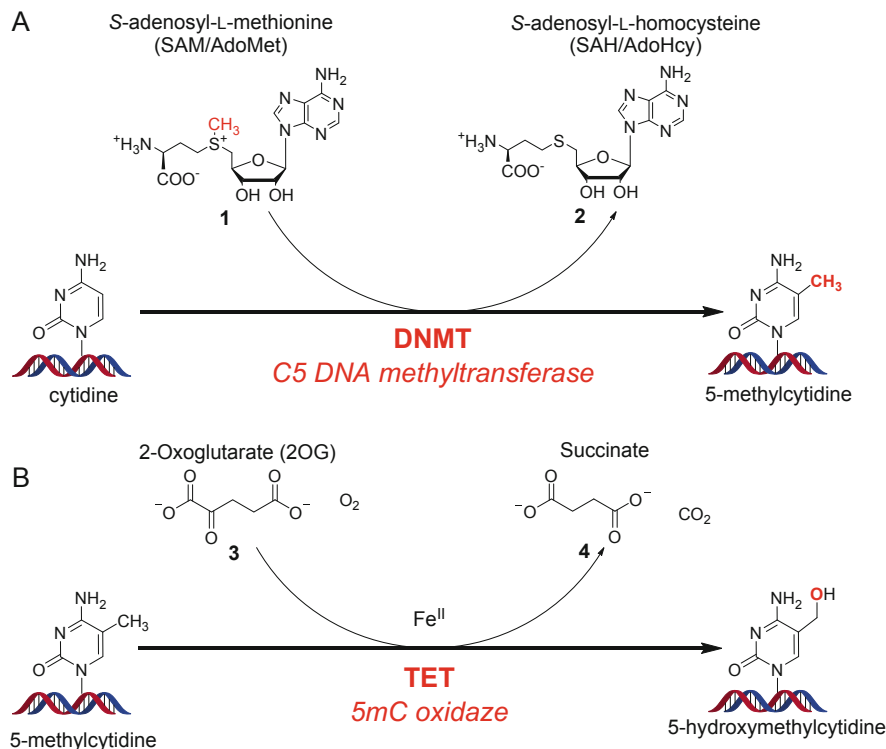 A
S-adenosyl-L-methionine
(SAM/AdoMet)
S-adenosyl-L-homocysteine
(SAH/AdoHcy)
NH2
N
N
N
N
CH3
S+
+H3N
O
COO-
OH OH
1
NH2
N
N
N
N
+H3N
S
O
COO-
OH OH
2
NH2
N
O
N
cytidine
DNMT
C5 DNA methyltransferase
NH2
CH3
N
O
N
5-methylcytidine
B
2-Oxoglutarate (2OG)
O
O
-O
O-
O
O2
3
Succinate
O
-O
O-
O
CO2
4
FeII
NH2
CH3
N
O
N
5-methylcytidine
TET
5mC oxidaze
OH
NH2
N
O
N
5-hydroxymethylcytidine